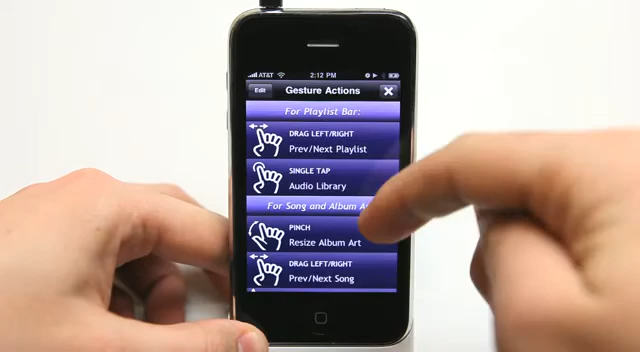 AT&T 2:12 PM
Edit Gesture Actions
For Playlist Bar:
DRAG LEFT/RIGHT
Prev/Next Playlist
SINGLE TAP
Audio Library
For Song and Album
PINCH
Resize Album Art
DRAG LEFT/RIGHT
Prev/Next Song